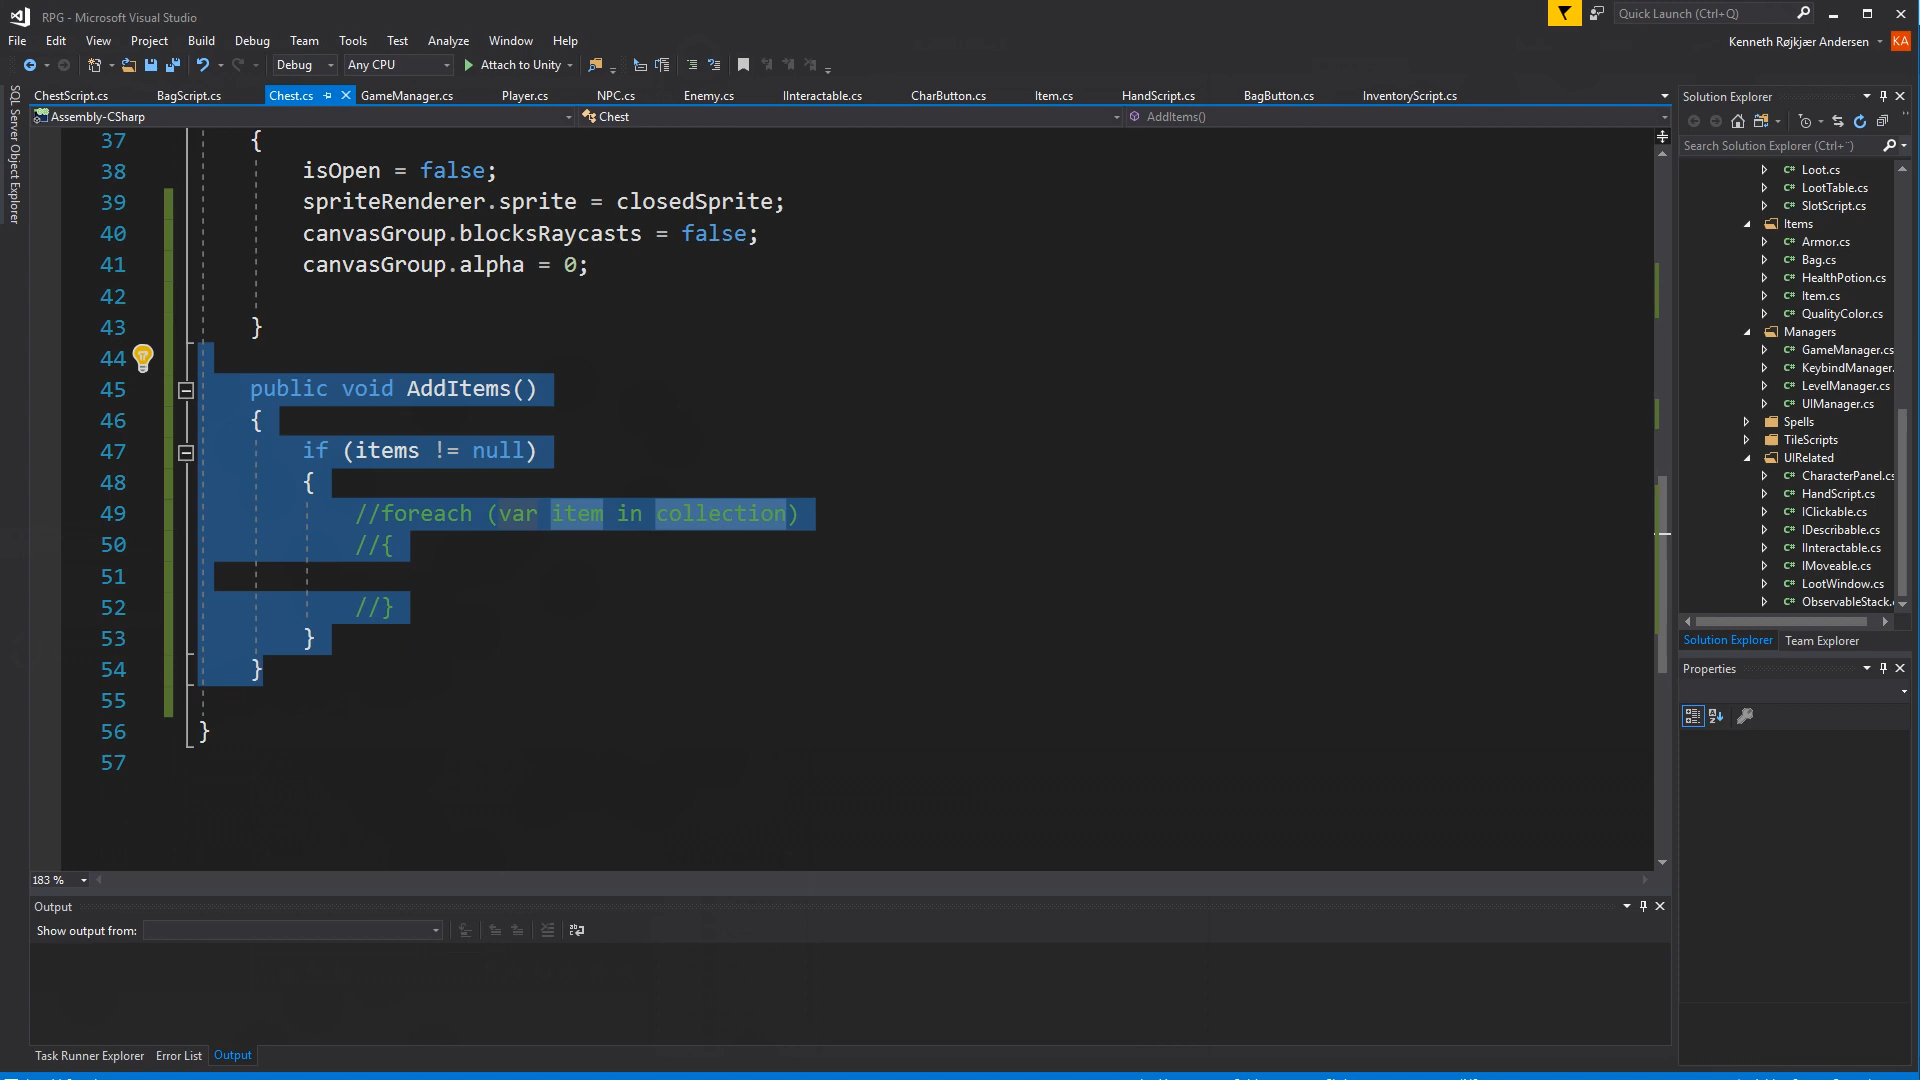 RPG - Microsoft Visual Studio
Quick Launch (Ctrl+Q)
File Edit View Project Build Debug Team Tools Test Analyze Window Help
Kenneth Røjkjær Andersen KA
Debug Any CPU Attach to Unity
ChestScript.cs BagScript.cs Chest.cs GameManager.cs Player.cs NPC.cs Enemy.cs IInteractable.cs CharButton.cs Item.cs HandScript.cs BagButton.cs InventoryScript.cs
Assembly-CSharp Chest AddItems()
SQL Server Object Explorer
37 {
38 isOpen = false;
39 spriteRenderer.sprite = closedSprite;
40 canvasGroup.blocksRaycasts = false;
41 canvasGroup.alpha = 0;
42
43 }
44
45 public void AddItems()
46 {
47 if (items != null)
48 {
49 //foreach (var item in collection)
50 //{
51
52 //}
53 }
54 }
55
56 }
57
183 %
Output
Show output from:
Task Runner Explorer Error List Output
Solution Explorer
Search Solution Explorer (Ctrl+¨)
C# Loot.cs
C# LootTable.cs
C# SlotScript.cs
Items
C# Armor.cs
C# Bag.cs
C# HealthPotion.cs
C# Item.cs
C# QualityColor.cs
Managers
C# GameManager.cs
C# KeybindManager.
C# LevelManager.cs
C# UIManager.cs
Spells
TileScripts
UIRelated
C# CharacterPanel.cs
C# HandScript.cs
C# IClickable.cs
C# IDescribable.cs
C# IInteractable.cs
C# IMoveable.cs
C# LootWindow.cs
C# ObservableStack.
Solution Explorer Team Explorer
Properties